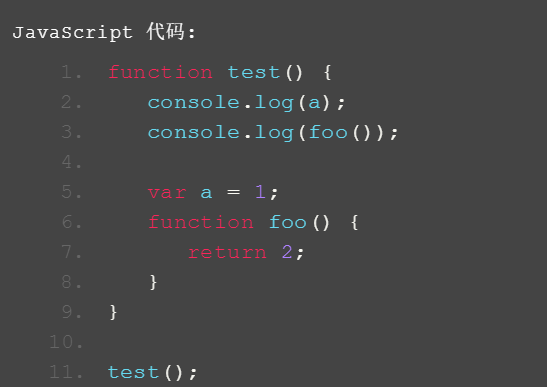 JavaScript 代码:
1. function test() {
2.    console.log(a);
3.    console.log(foo());
4.
5.    var a = 1;
6.    function foo() {
7.       return 2;
8.    }
9. }
10.
11. test();